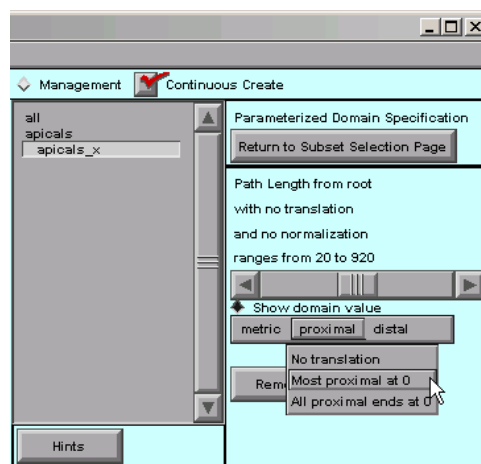 Management Continuous Create
all
apicals
apicals_x
Parameterized Domain Specification
Return to Subset Selection Page
Path Length from root
with no translation
and no normalization
ranges from 20 to 920
Show domain value
metric proximal distal
No translation
Most proximal at 0
All proximal ends at 0
Rem
Hints